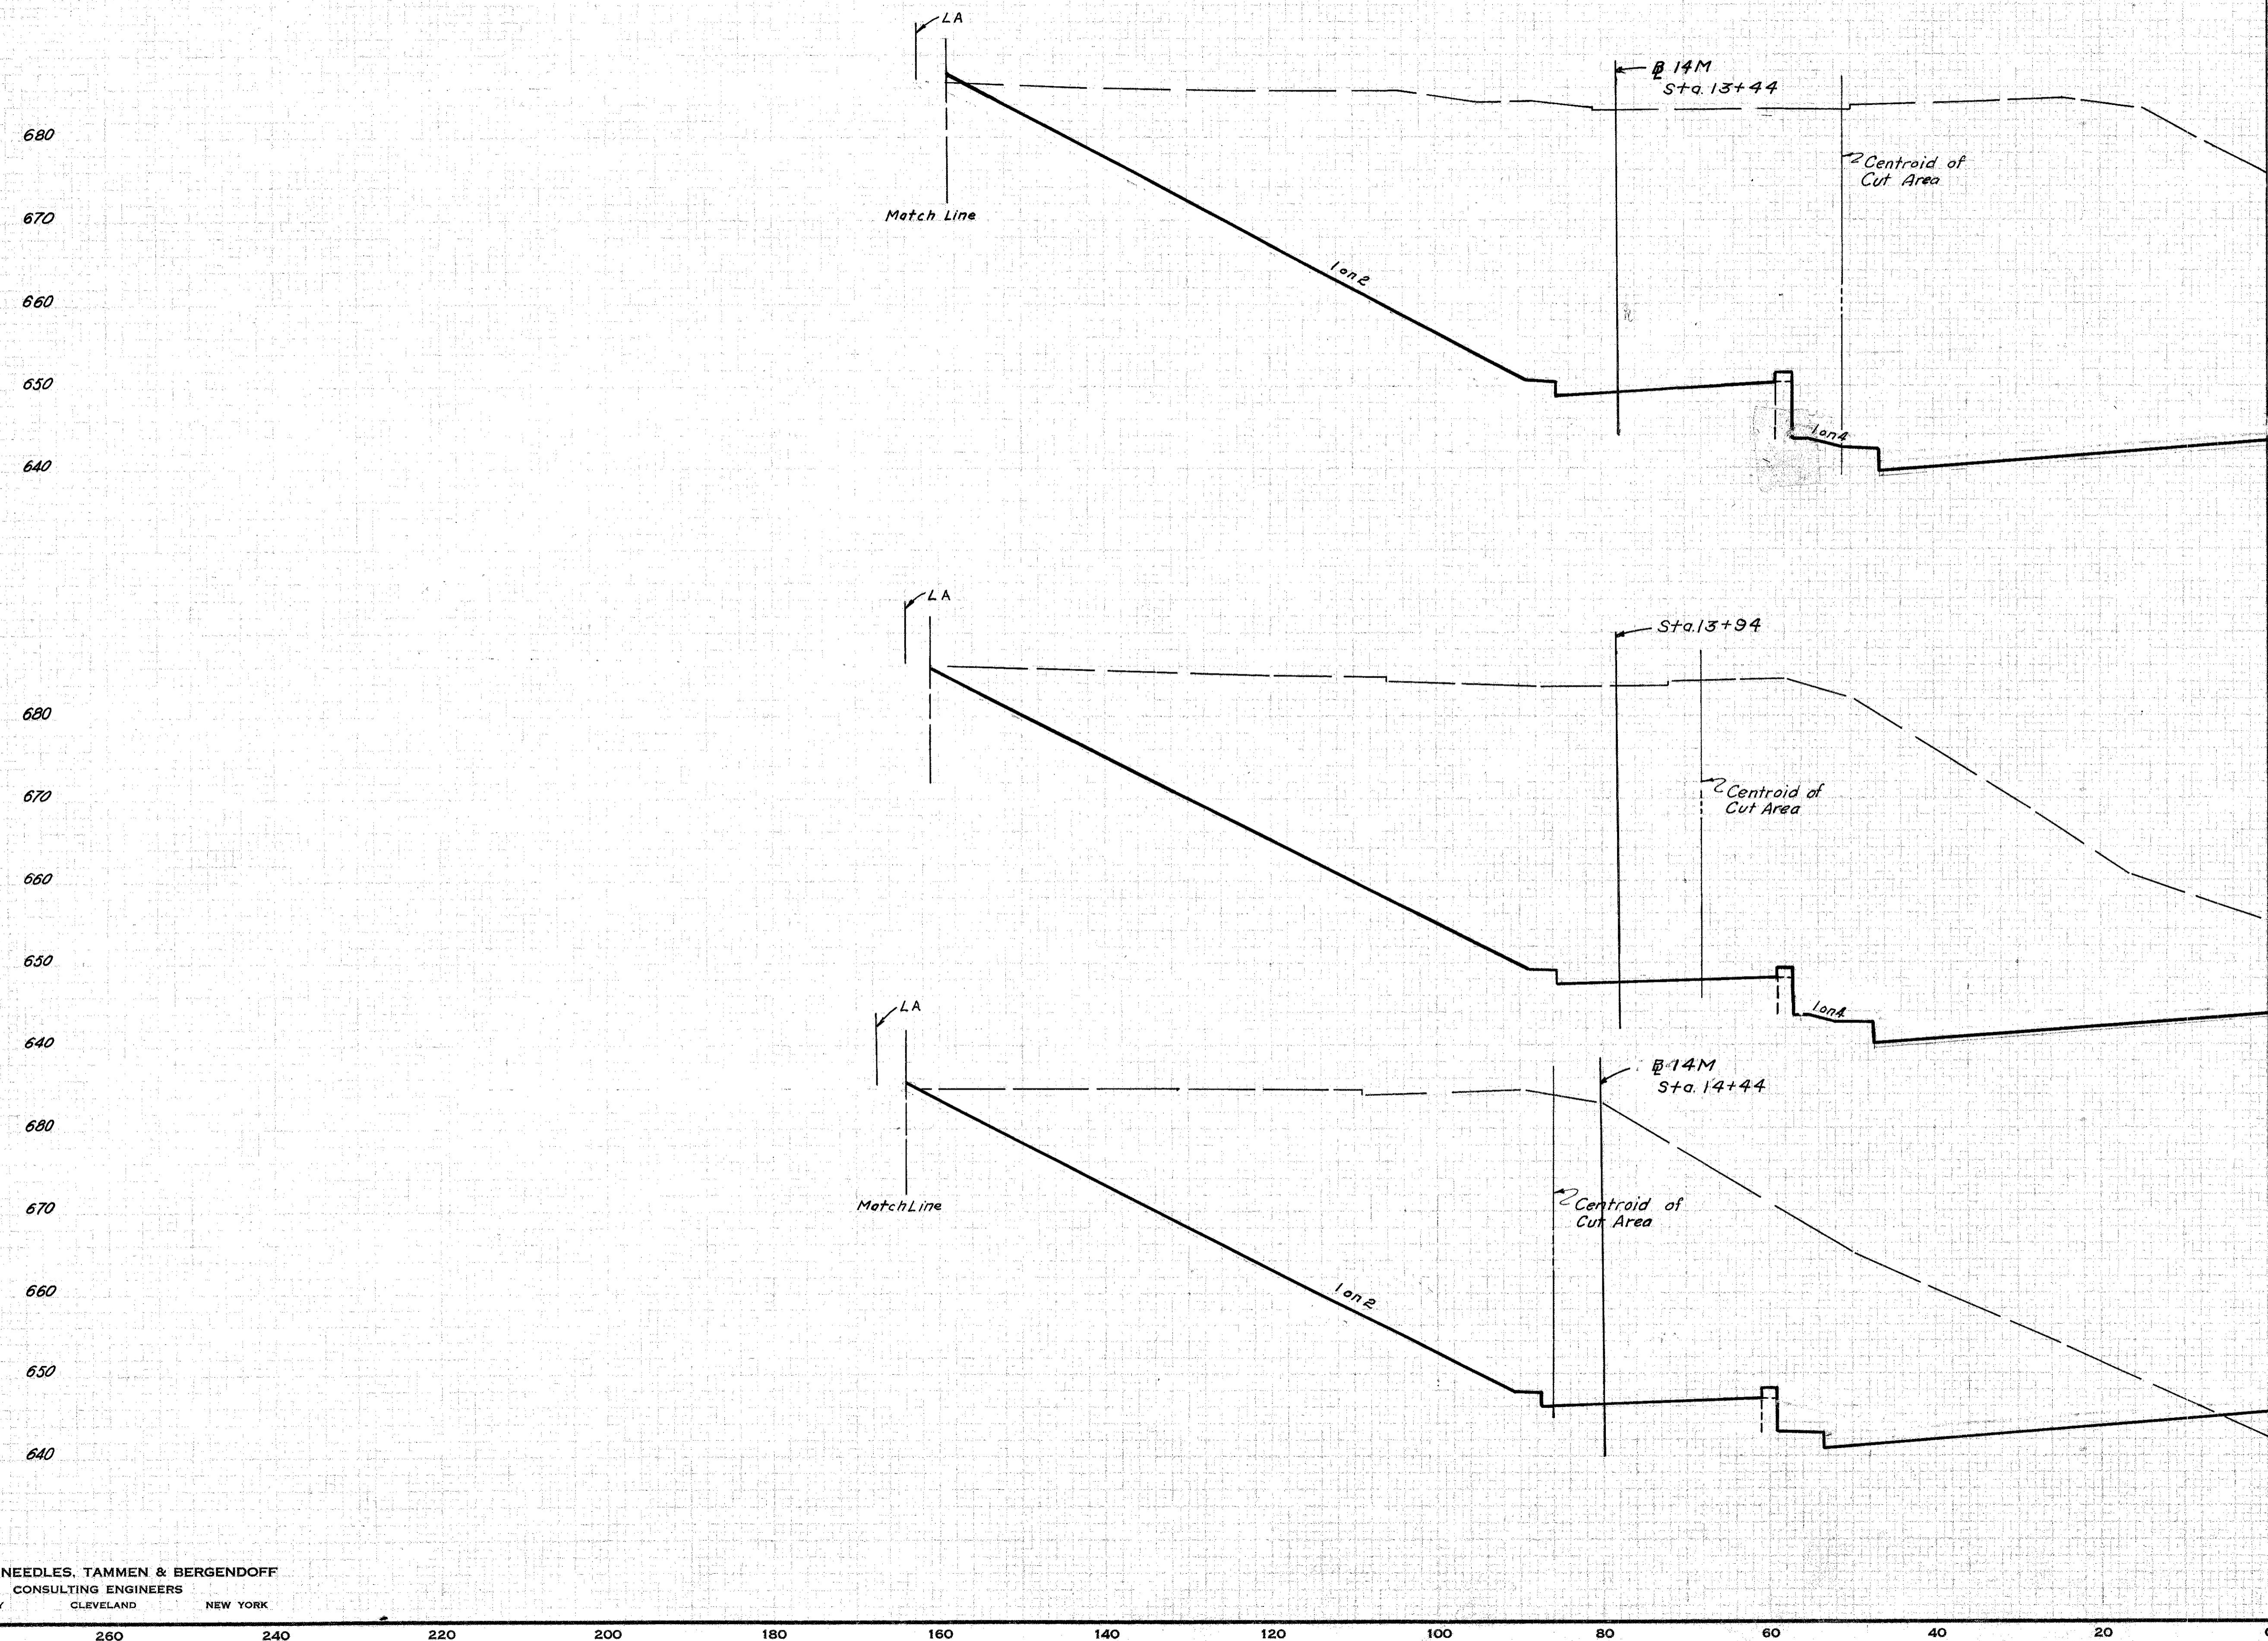 LA
℄ 14M
Sta. 13+44
680
Centroid of
Cut Area
670
Match Line
660
1 on 2
650
1 on 4
640
LA
Sta. 13+94
680
670
Centroid of
Cut Area
660
650
LA
1 on 4
640
℄ 14M
Sta. 14+44
680
670
Match Line
Centroid of
Cut Area
660
1 on 2
650
640
NEEDLES, TAMMEN & BERGENDOFF
CONSULTING ENGINEERS
CLEVELAND NEW YORK
260 240 220 200 180 160 140 120 100 80 60 40 20